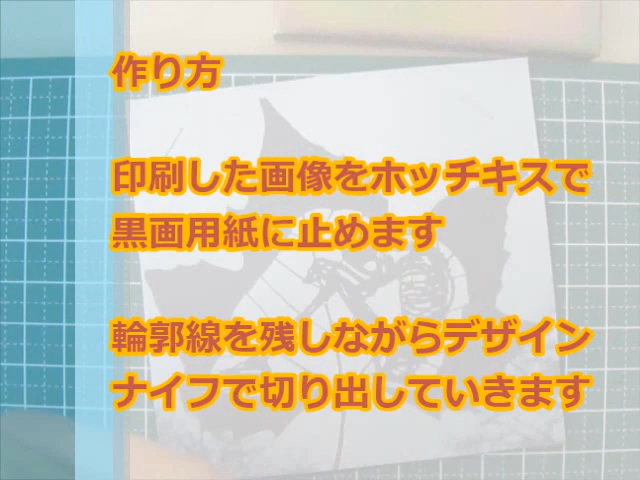 作り方
印刷した画像をホッチキスで
黒画用紙に止めます
輪郭線を残しながらデザイン
ナイフで切り出していきます